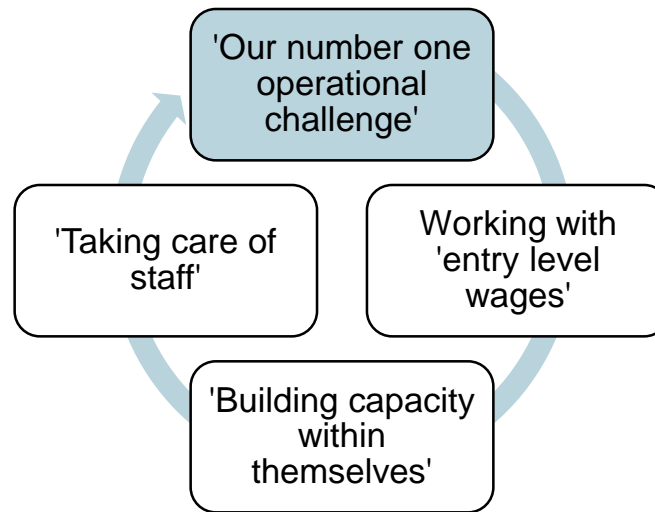 'Our number one
operational
challenge'
Working with
'entry level
wages'
'Building capacity
within
themselves'
'Taking care of
staff'